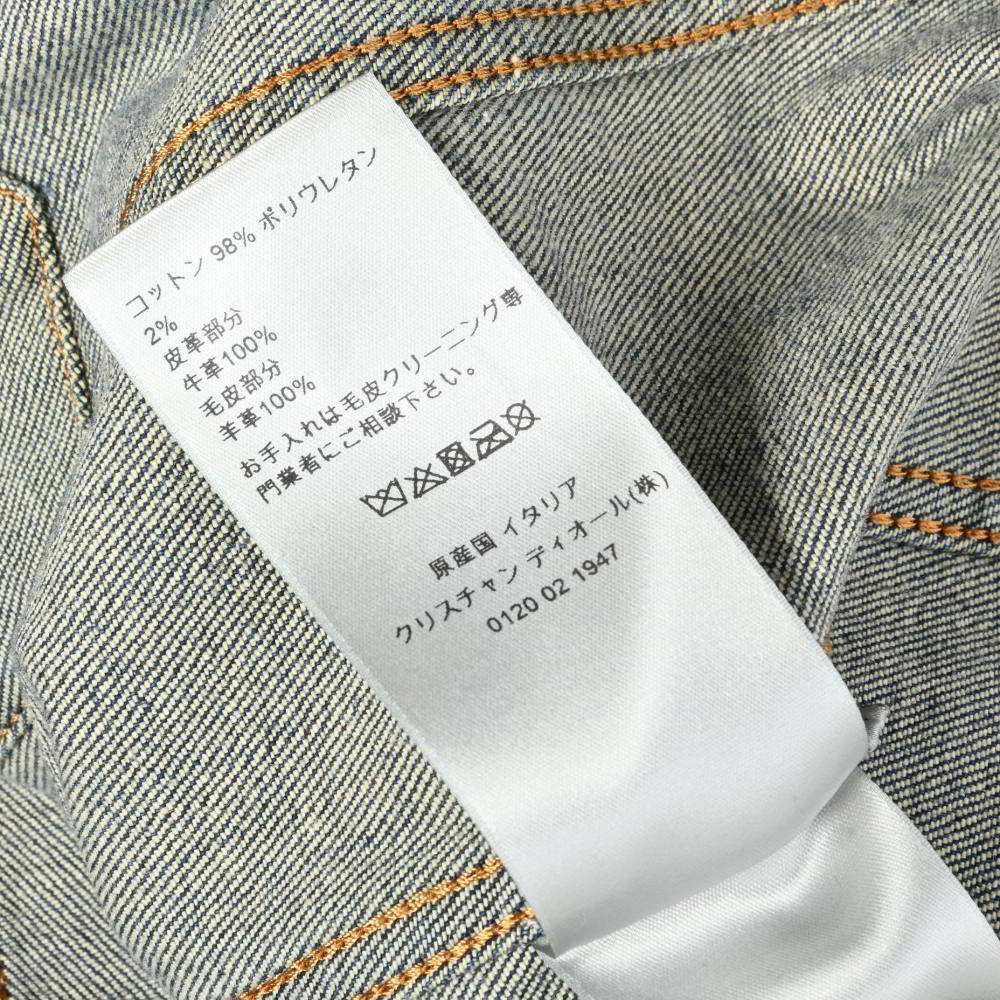 コットン 98% ポリウレタン
2%
皮革部分
牛革100%
毛皮部分
羊革100%
お手入れは毛皮クリーニング専
門業者にご相談下さい。
原産国 イタリア
クリスチャン ディオール(株)
0120 02 1947